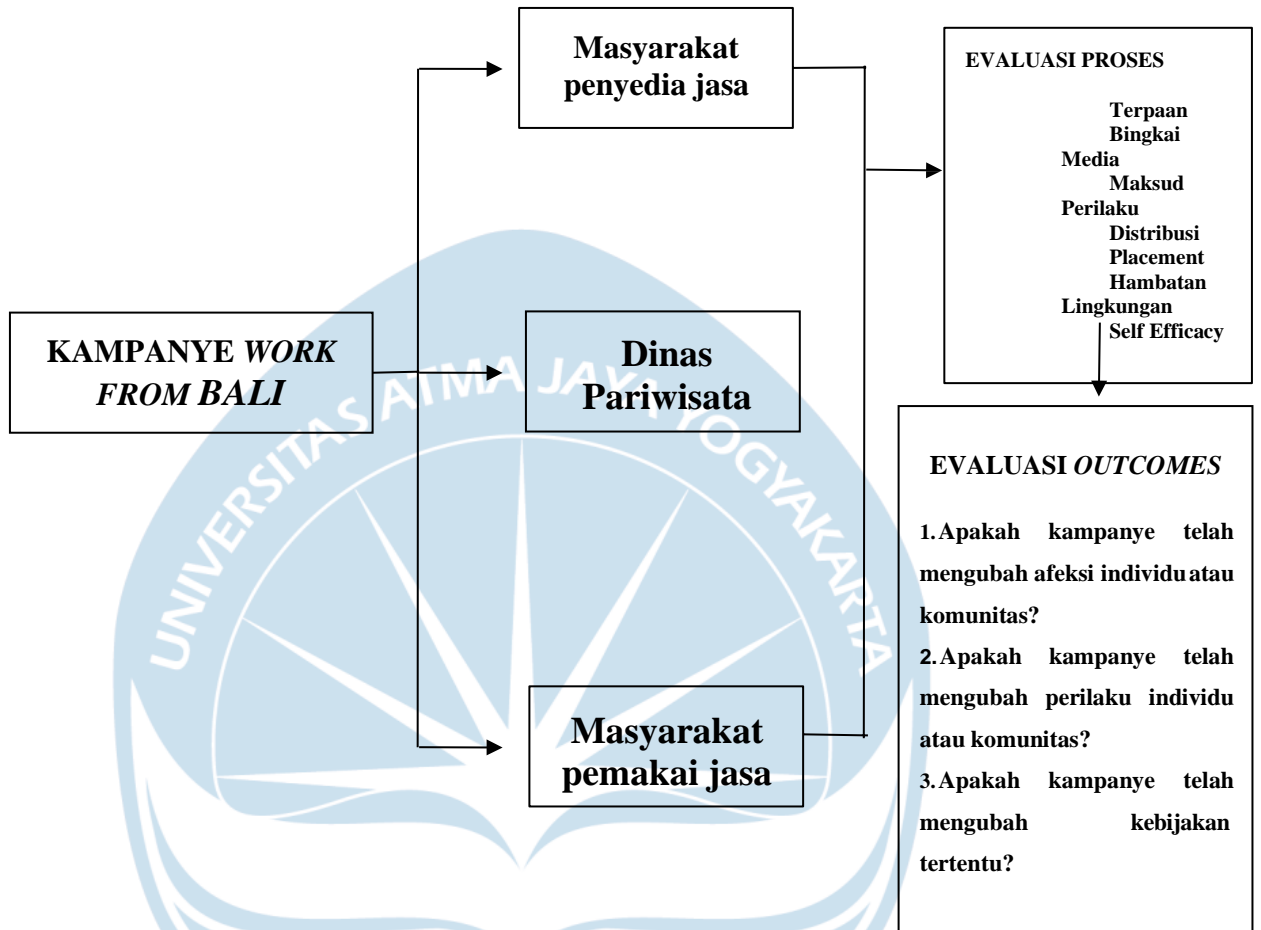 Masyarakat
penyedia jasa
EVALUASI PROSES
Terpaan
Bingkai
Media
Maksud
Perilaku
Distribusi
Placement
Hambatan
Lingkungan
Self Efficacy
KAMPANYE WORK
FROM BALI
Dinas
Pariwisata
EVALUASI OUTCOMES
1.Apakah kampanye telah
mengubah afeksi individu atau
komunitas?
2.Apakah kampanye telah
mengubah perilaku individu
atau komunitas?
3.Apakah kampanye telah
mengubah kebijakan
tertentu?
Masyarakat
pemakai jasa
UNIVERSITAS ATMA JAYA YOGYAKARTA